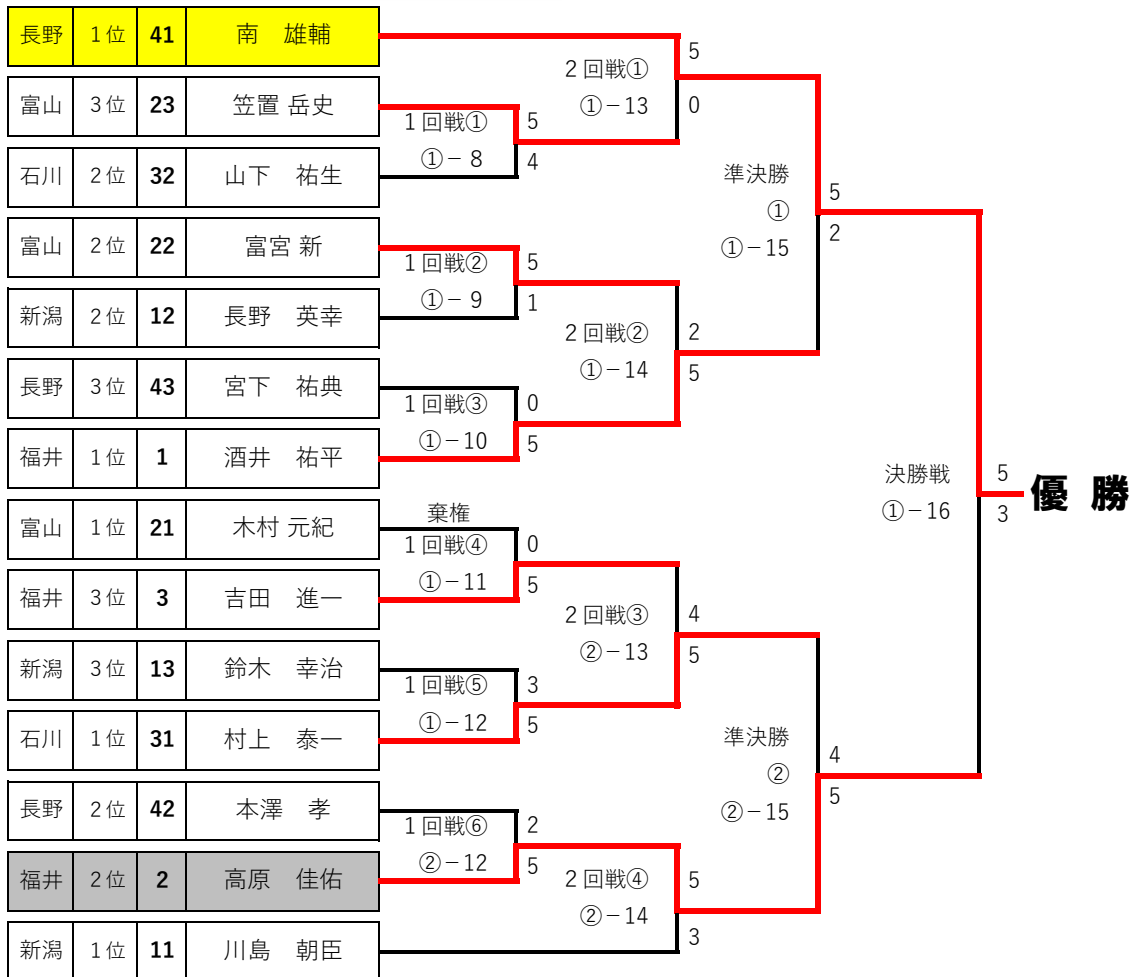 長野 1位 41 南　雄輔
5
2回戦①
①－13
0
富山 3位 23 笠置 岳史
1回戦①
5
①－8
4
石川 2位 32 山下　祐生
準決勝
5
①
2
①－15
富山 2位 22 富宮 新
1回戦②
5
①－9
1
新潟 2位 12 長野　英幸
2回戦②
2
①－14
5
長野 3位 43 宮下　祐典
1回戦③
0
①－10
5
福井 1位 1 酒井　祐平
決勝戦
5
①－16
3
優 勝
富山 1位 21 木村 元紀
棄権
1回戦④
0
①－11
5
福井 3位 3 吉田　進一
2回戦③
4
②－13
5
新潟 3位 13 鈴木　幸治
1回戦⑤
3
①－12
5
石川 1位 31 村上　泰一
準決勝
4
②
5
②－15
長野 2位 42 本澤　孝
1回戦⑥
2
②－12
5
福井 2位 2 高原　佳佑
2回戦④
5
②－14
3
新潟 1位 11 川島　朝臣